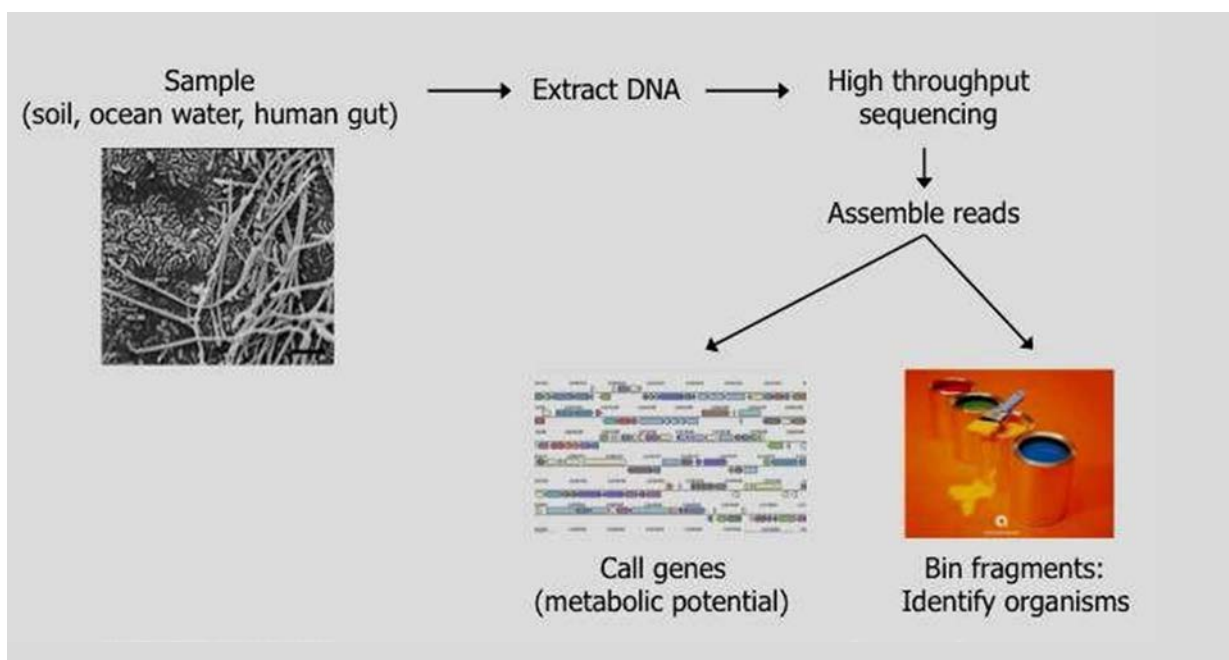 Sample
(soil, ocean water, human gut)
Extract DNA
High throughput
sequencing
Assemble reads
Call genes
(metabolic potential)
Bin fragments:
Identify organisms